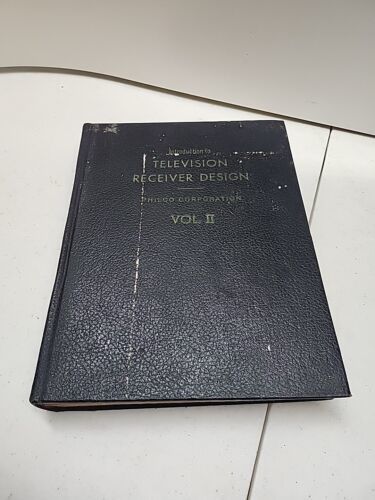 Introduction to
TELEVISION
RECEIVER DESIGN
PHILCO CORPORATION
VOL. II